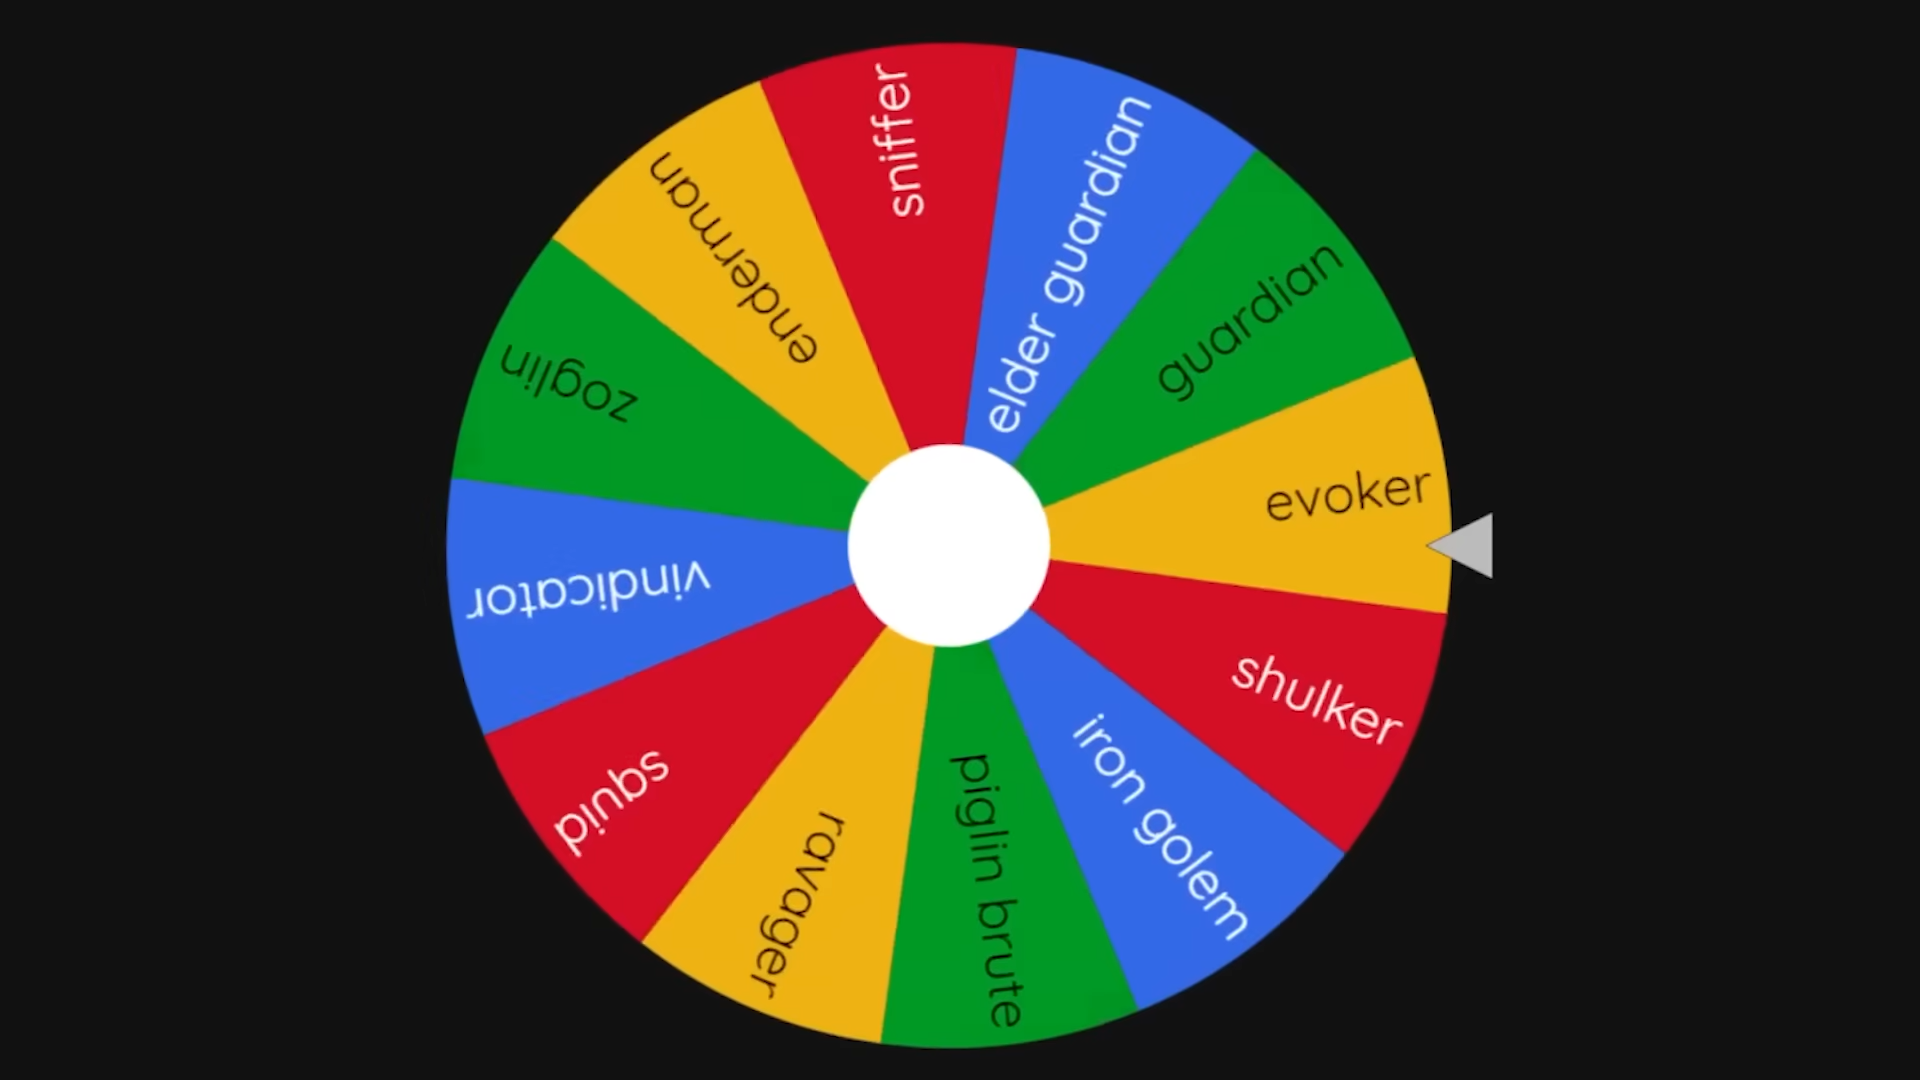 sniffer
elder guardian
guardian
evoker
shulker
iron golem
piglin brute
ravager
squid
vindicator
zoglin
enderman